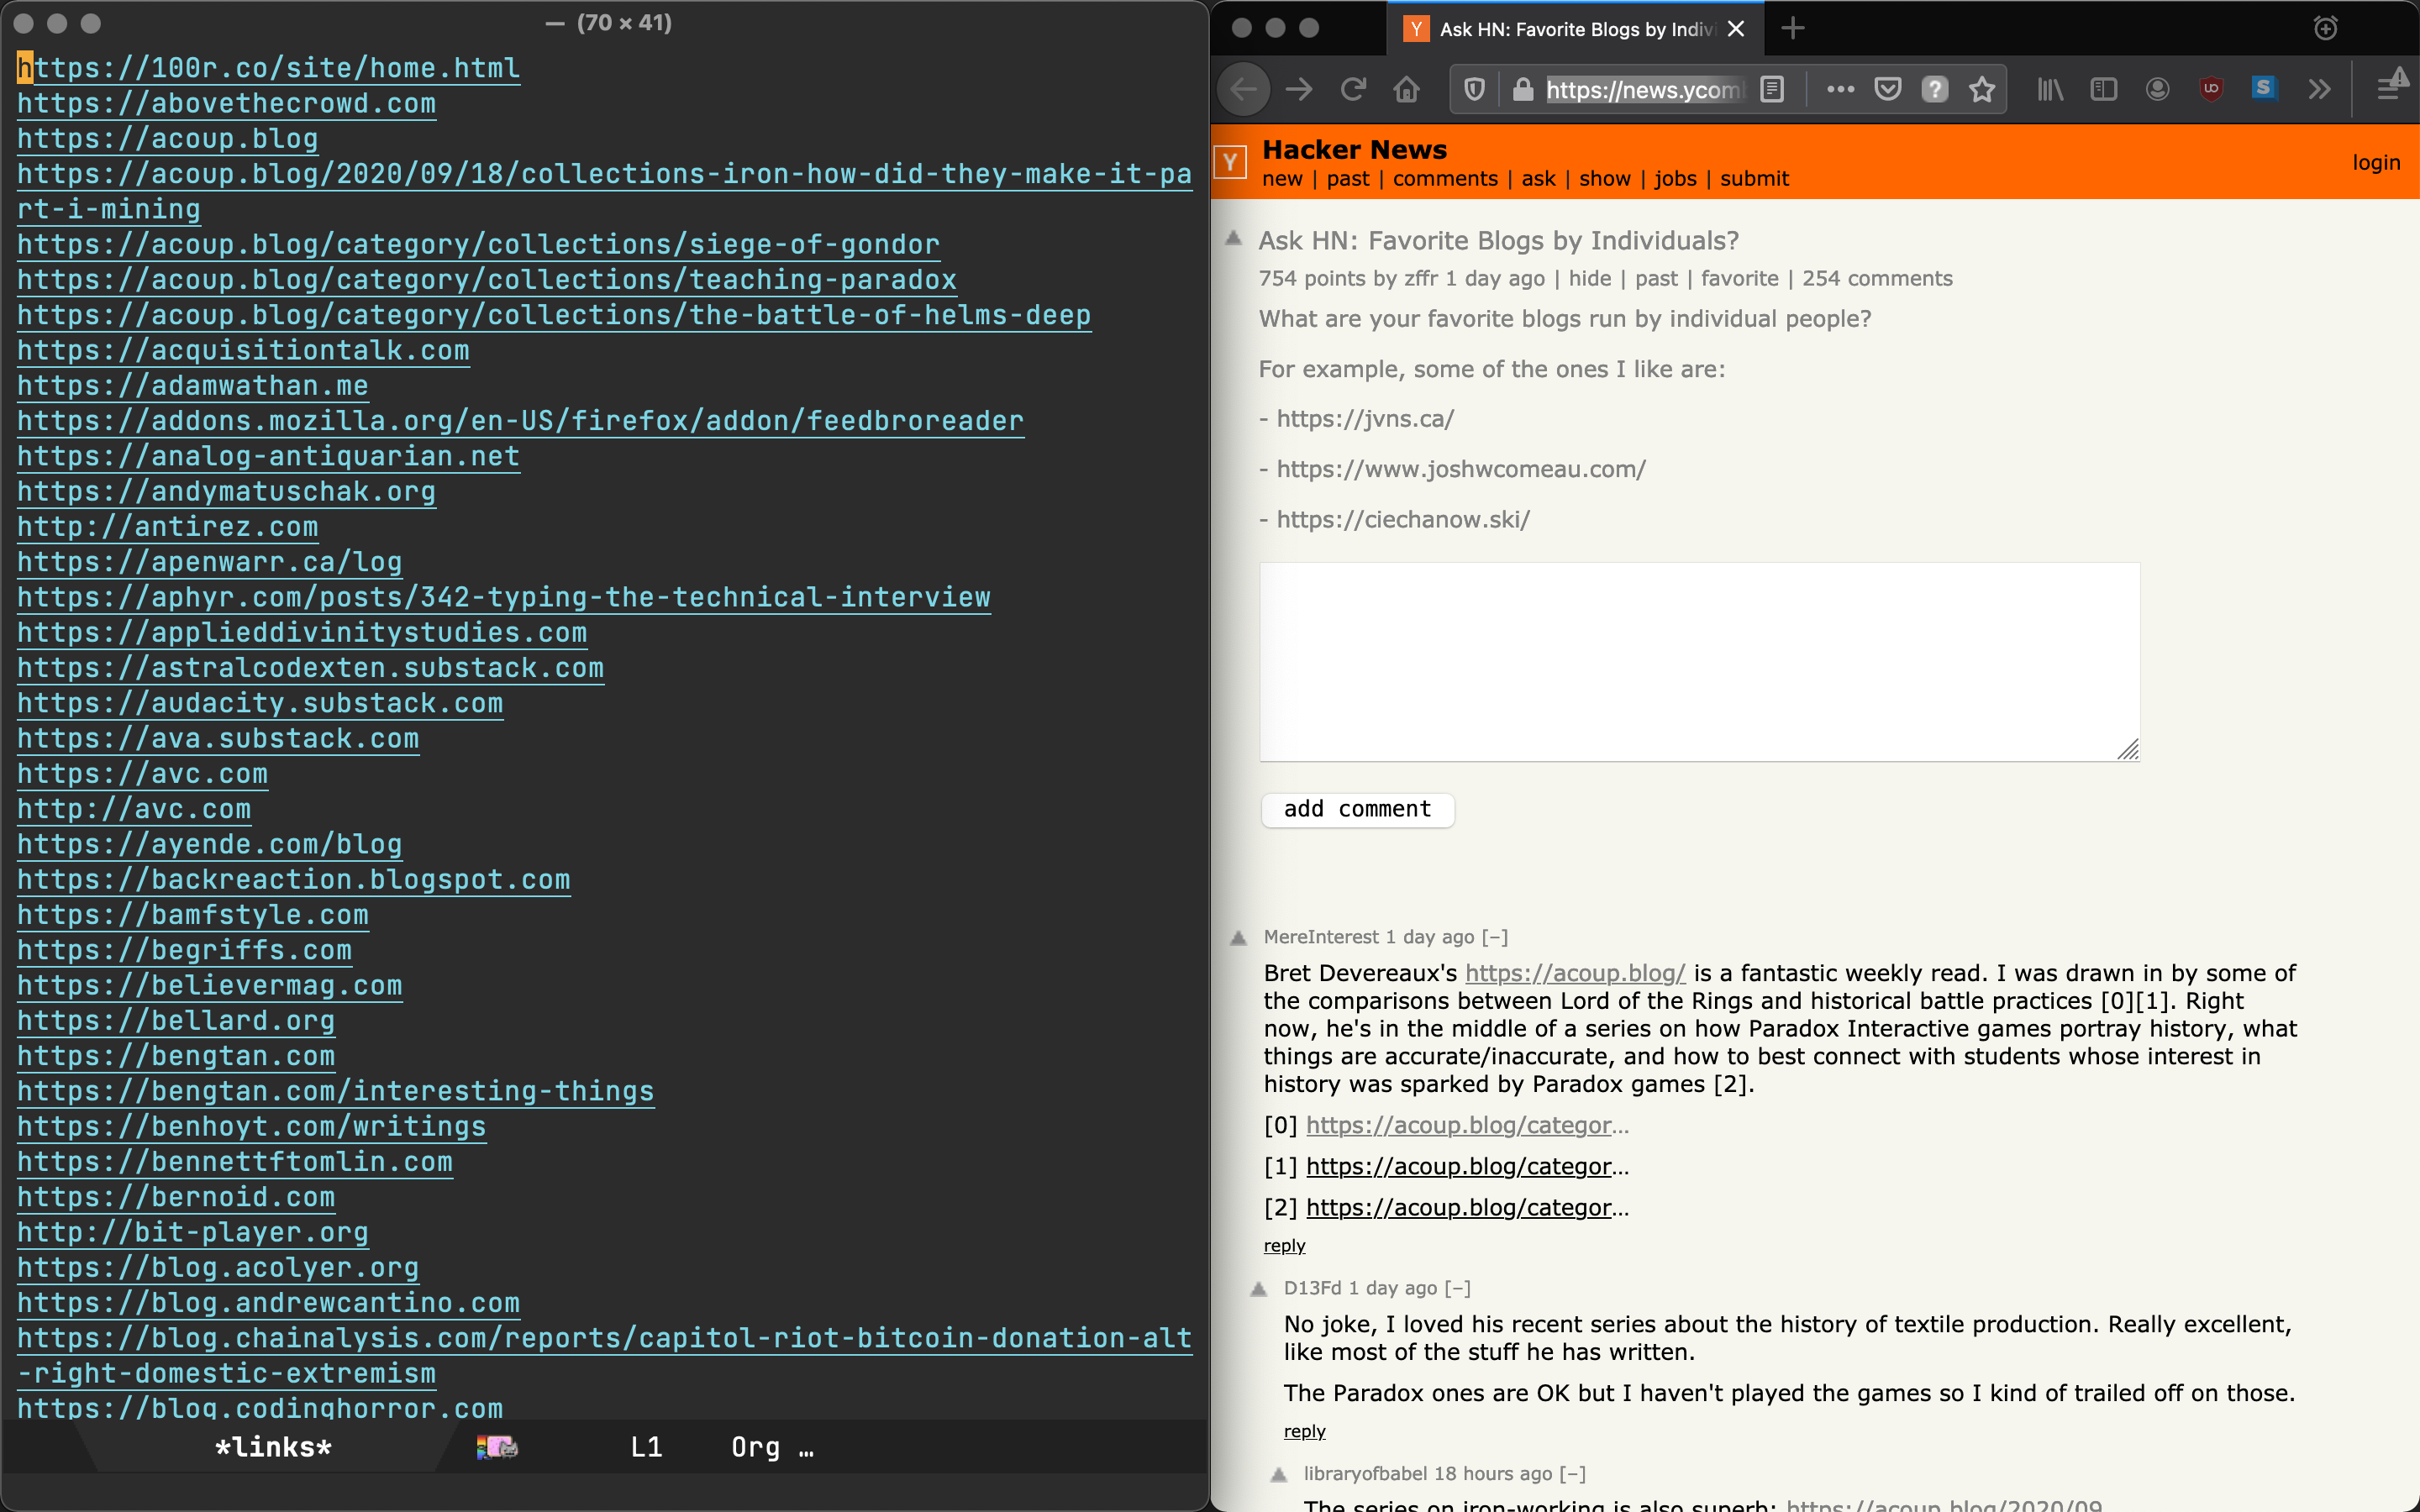 — (70 × 41)
https://100r.co/site/home.html
https://abovethecrowd.com
https://acoup.blog
https://acoup.blog/2020/09/18/collections-iron-how-did-they-make-it-pa
rt-i-mining
https://acoup.blog/category/collections/siege-of-gondor
https://acoup.blog/category/collections/teaching-paradox
https://acoup.blog/category/collections/the-battle-of-helms-deep
https://acquisitiontalk.com
https://adamwathan.me
https://addons.mozilla.org/en-US/firefox/addon/feedbroreader
https://analog-antiquarian.net
https://andymatuschak.org
http://antirez.com
https://apenwarr.ca/log
https://aphyr.com/posts/342-typing-the-technical-interview
https://applieddivinitystudies.com
https://astralcodexten.substack.com
https://audacity.substack.com
https://ava.substack.com
https://avc.com
http://avc.com
https://ayende.com/blog
https://backreaction.blogspot.com
https://bamfstyle.com
https://begriffs.com
https://believermag.com
https://bellard.org
https://bengtan.com
https://bengtan.com/interesting-things
https://benhoyt.com/writings
https://bennettftomlin.com
https://bernoid.com
http://bit-player.org
https://blog.acolyer.org
https://blog.andrewcantino.com
https://blog.chainalysis.com/reports/capitol-riot-bitcoin-donation-alt
-right-domestic-extremism
https://blog.codinghorror.com
*links* L1 Org …
Y Ask HN: Favorite Blogs by Indivi
https://news.ycom
Y Hacker News
new | past | comments | ask | show | jobs | submit
login
Ask HN: Favorite Blogs by Individuals?
754 points by zffr 1 day ago | hide | past | favorite | 254 comments
What are your favorite blogs run by individual people?
For example, some of the ones I like are:
- https://jvns.ca/
- https://www.joshwcomeau.com/
- https://ciechanow.ski/
add comment
MereInterest 1 day ago [–]
Bret Devereaux's https://acoup.blog/ is a fantastic weekly read. I was drawn in by some of
the comparisons between Lord of the Rings and historical battle practices [0][1]. Right
now, he's in the middle of a series on how Paradox Interactive games portray history, what
things are accurate/inaccurate, and how to best connect with students whose interest in
history was sparked by Paradox games [2].
[0] https://acoup.blog/categor...
[1] https://acoup.blog/categor...
[2] https://acoup.blog/categor...
reply
D13Fd 1 day ago [–]
No joke, I loved his recent series about the history of textile production. Really excellent,
like most of the stuff he has written.
The Paradox ones are OK but I haven't played the games so I kind of trailed off on those.
reply
libraryofbabel 18 hours ago [–]
The series on iron-working is also superb: https://acoup.blog/2020/09